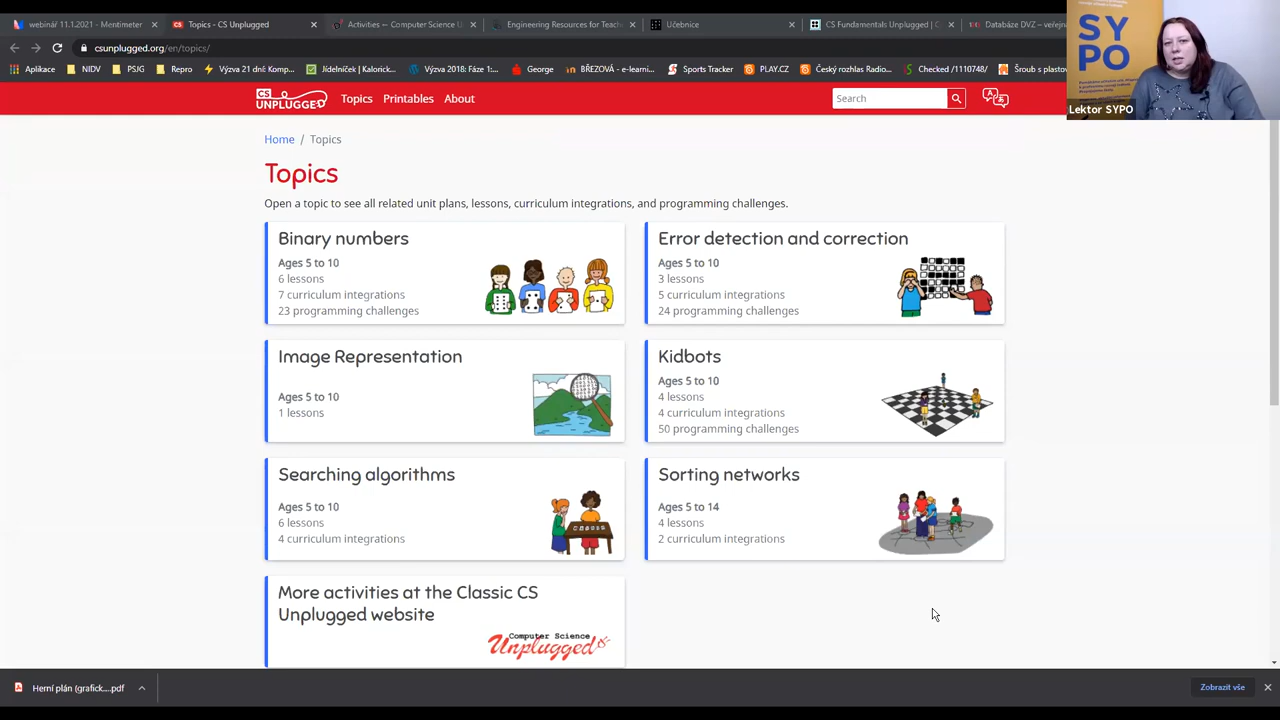 webinář 11.1.2021 - Mentimeter
Topics - CS Unplugged
Activities – Computer Science U
Engineering Resources for Teach
Učebnice
CS Fundamentals Unplugged | C
Databáze DVZ – veřejn
csunplugged.org/en/topics/
Aplikace
NIDV
PSJG
Repro
Výzva 21 dní: Komp...
Jídelníček | Kalorick...
Výzva 2018: Fáze 1:...
George
BŘEZOVÁ - e-learni...
Sports Tracker
PLAY.CZ
Český rozhlas Radio...
Checked /1110748/
Šroub s plastov
SY
PO
Lektor SYPO
CS
UNPLUGGED
Topics
Printables
About
Search
Home / Topics
Topics
Open a topic to see all related unit plans, lessons, curriculum integrations, and programming challenges.
Binary numbers
Ages 5 to 10
6 lessons
7 curriculum integrations
23 programming challenges
Error detection and correction
Ages 5 to 10
3 lessons
5 curriculum integrations
24 programming challenges
Image Representation
Ages 5 to 10
1 lessons
Kidbots
Ages 5 to 10
4 lessons
4 curriculum integrations
50 programming challenges
Searching algorithms
Ages 5 to 10
6 lessons
4 curriculum integrations
Sorting networks
Ages 5 to 14
4 lessons
2 curriculum integrations
More activities at the Classic CS
Unplugged website
Computer Science
Unplugged
Herní plán (grafick....pdf
Zobrazit vše